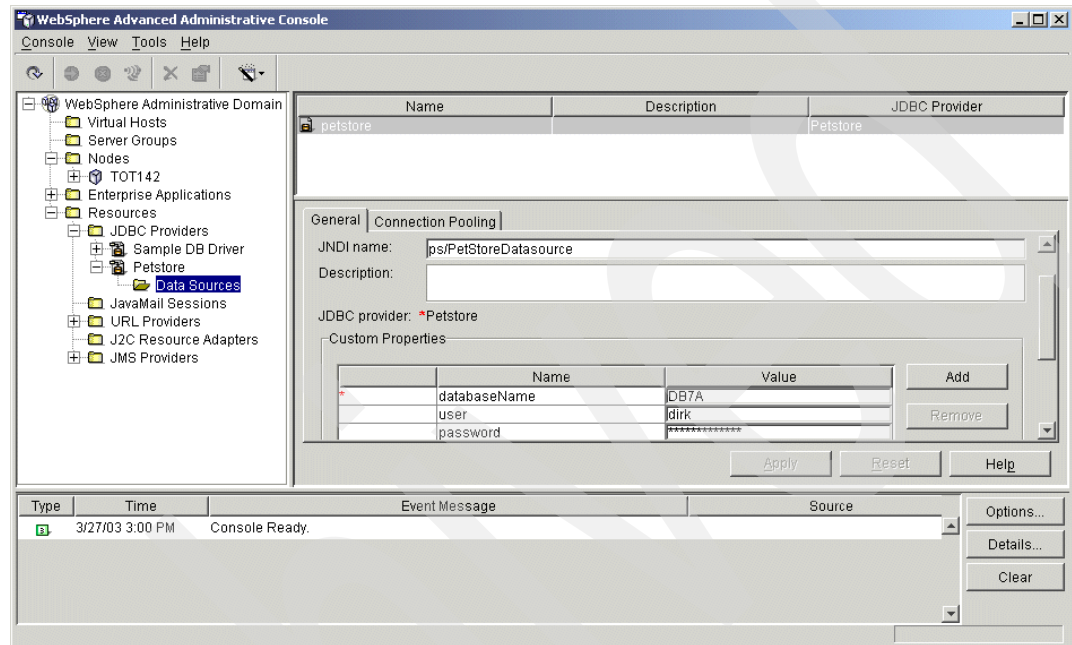 WebSphere Advanced Administrative Console
Console View Tools Help
WebSphere Administrative Domain
Virtual Hosts
Server Groups
Nodes
TOT142
Enterprise Applications
Resources
JDBC Providers
Sample DB Driver
Petstore
Data Sources
JavaMail Sessions
URL Providers
J2C Resource Adapters
JMS Providers
Name Description JDBC Provider
petstore Petstore
General Connection Pooling
JNDI name: ps/PetStoreDatasource
Description:
JDBC provider: *Petstore
Custom Properties
Name Value Add
* databaseName DB7A
user dirk Remove
password *************
Apply Reset Help
Type Time Event Message Source Options...
3/27/03 3:00 PM Console Ready.
Details...
Clear